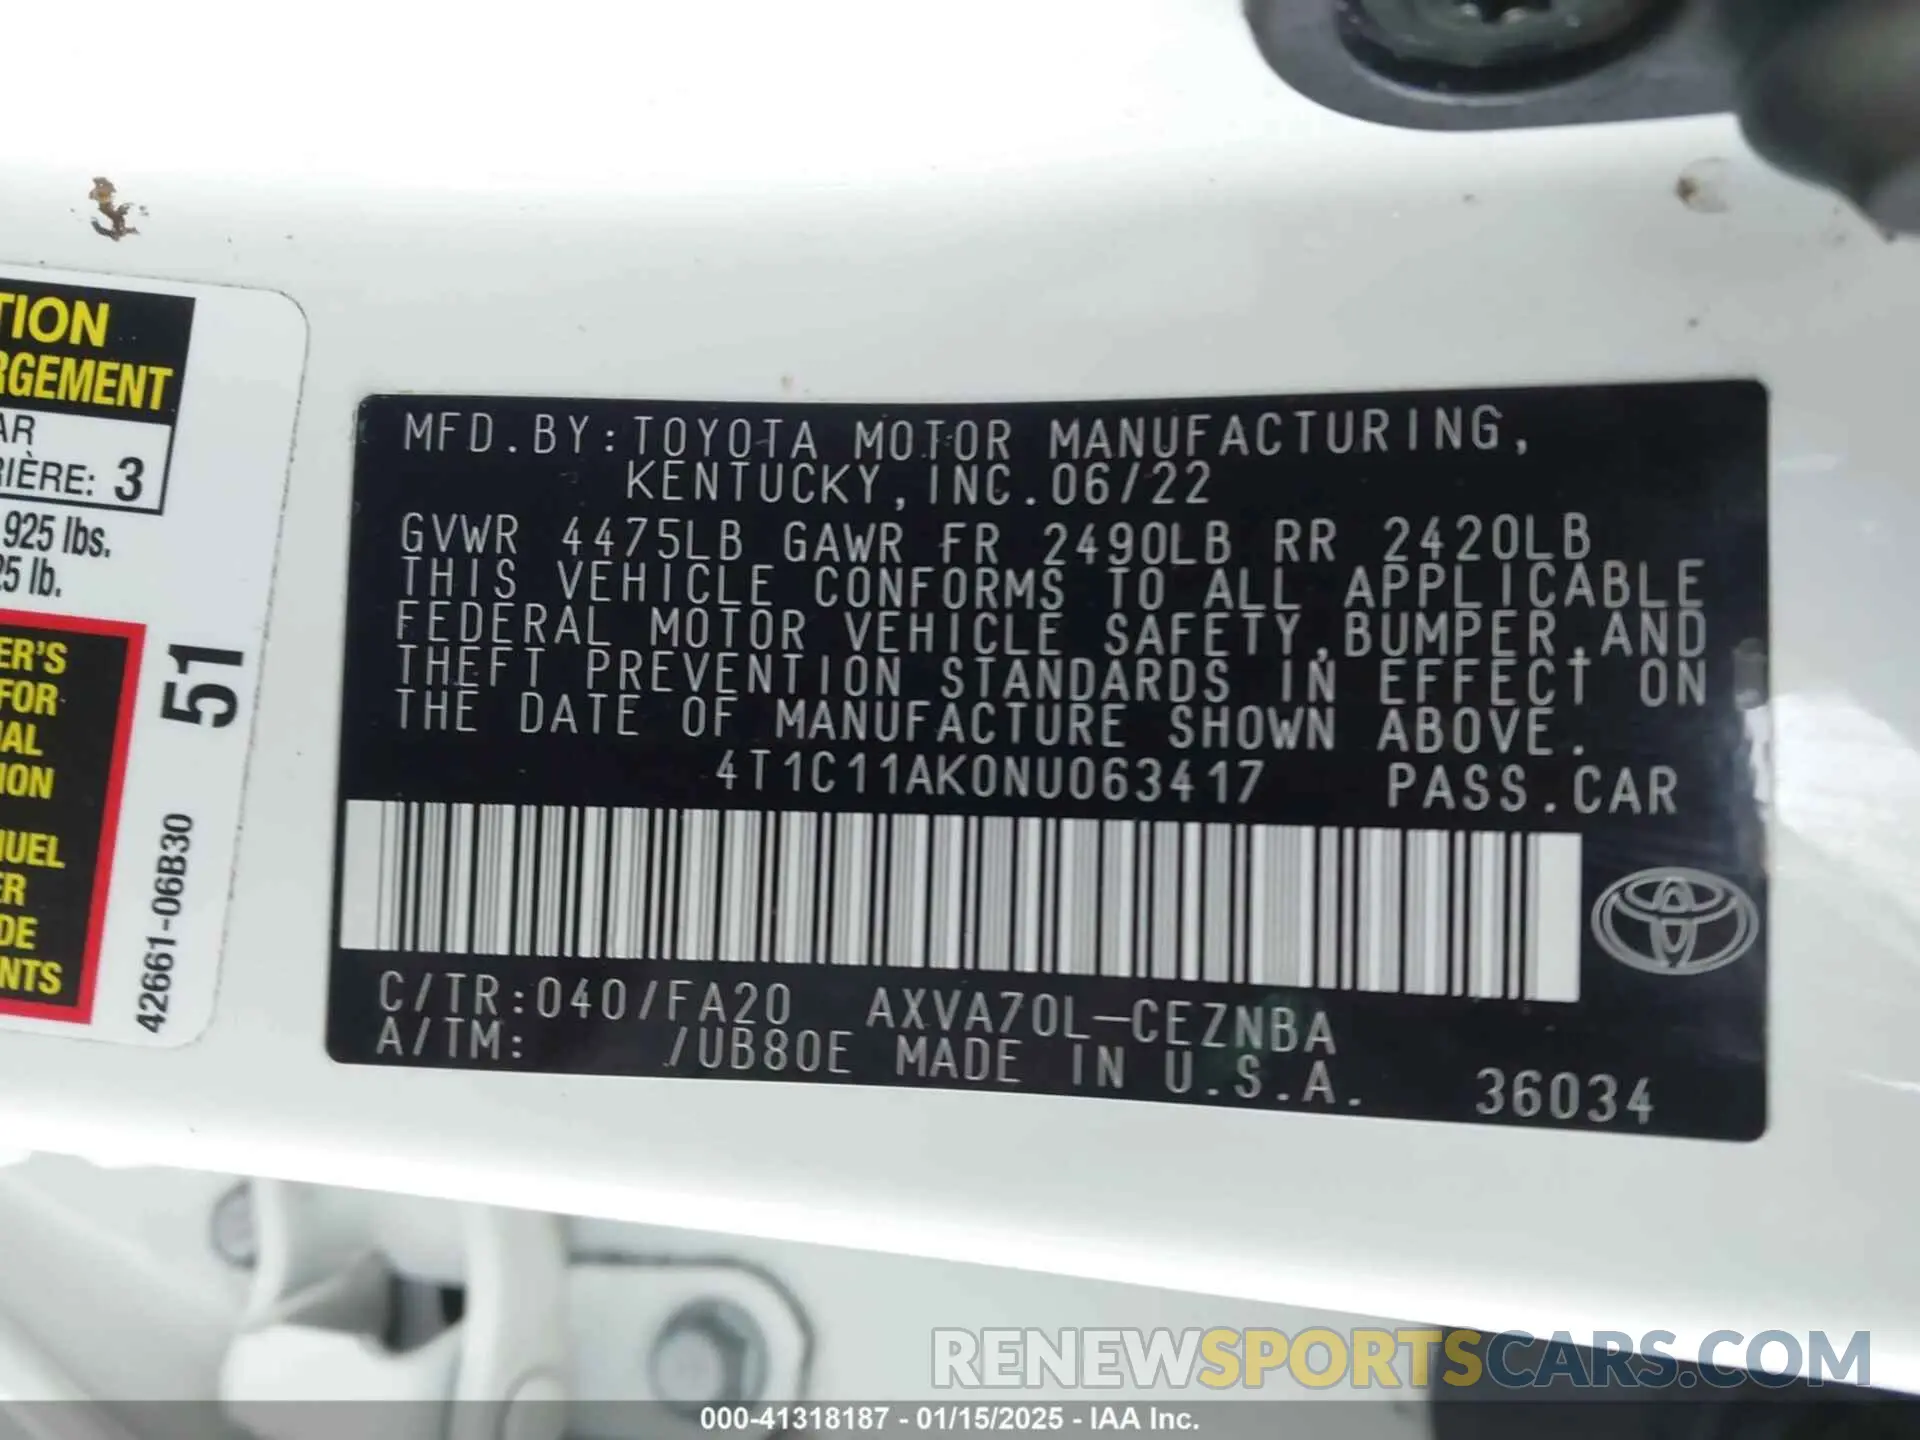 TION
RGEMENT
AR
RIÈRE: 3
925 lbs.
25 lb.
ER'S
FOR
NAL
ION
NUEL
ER
DE
NTS
51
42661-06B30
MFD.BY:TOYOTA MOTOR MANUFACTURING,
KENTUCKY,INC.06/22
GVWR 4475LB GAWR FR 2490LB RR 2420LB
THIS VEHICLE CONFORMS TO ALL APPLICABLE
FEDERAL MOTOR VEHICLE SAFETY,BUMPER,AND
THEFT PREVENTION STANDARDS IN EFFECT ON
THE DATE OF MANUFACTURE SHOWN ABOVE.
4T1C11AK0NU063417 PASS.CAR
C/TR:040/FA20 AXVA70L-CEZNBA
A/TM: /UB80E MADE IN U.S.A. 36034
RENEWSPORTSCARS.COM
000-41318187 - 01/15/2025 - IAA Inc.